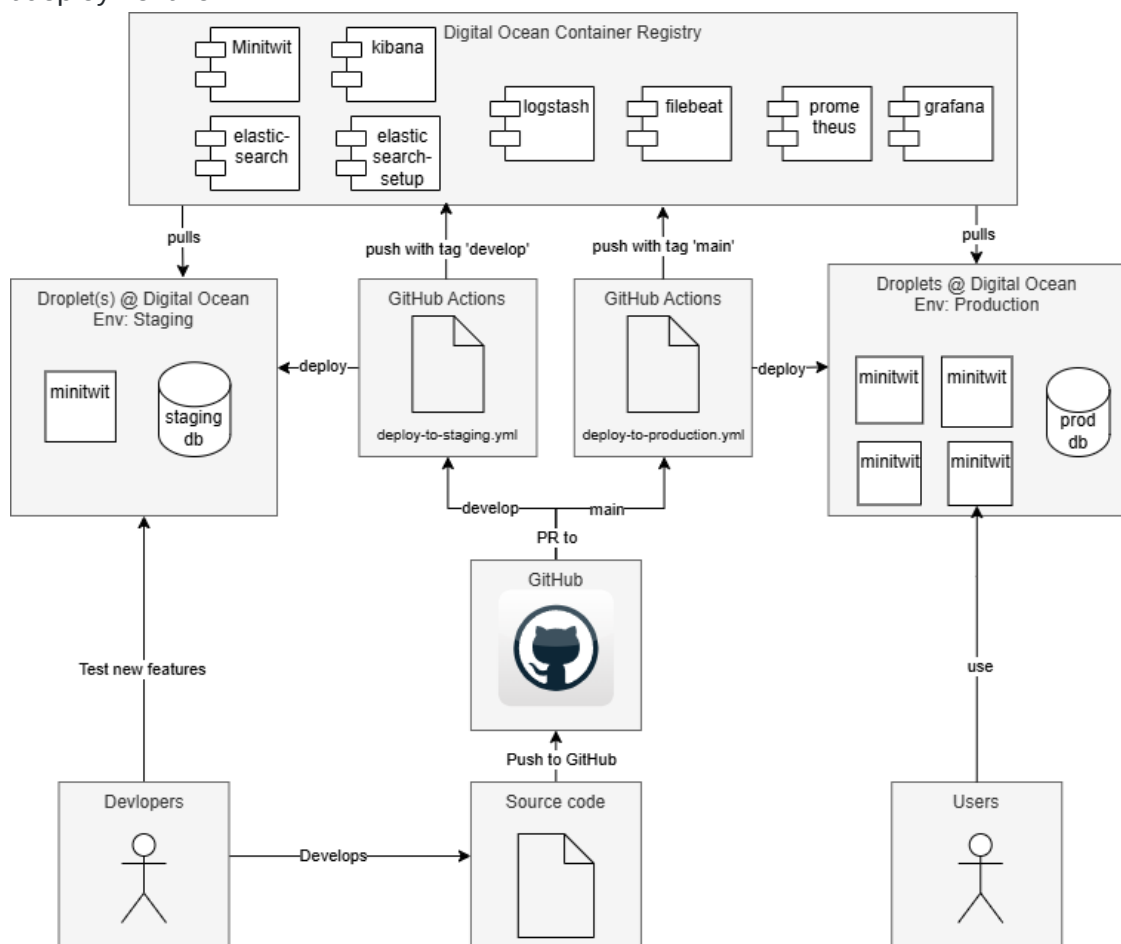 Digital Ocean Container Registry
Minitwit
kibana
logstash
filebeat
prome
theus
grafana
elastic-
search
elastic
search-
setup
pulls
push with tag 'develop'
push with tag 'main'
pulls
Droplet(s) @ Digital Ocean
Env: Staging
minitwit
staging
db
deploy
GitHub Actions
deploy-to-staging.yml
GitHub Actions
deploy-to-production.yml
deploy
Droplets @ Digital Ocean
Env: Production
minitwit
minitwit
minitwit
minitwit
prod
db
develop
main
PR to
GitHub
Test new features
use
Push to GitHub
Devlopers
Develops
Source code
Users